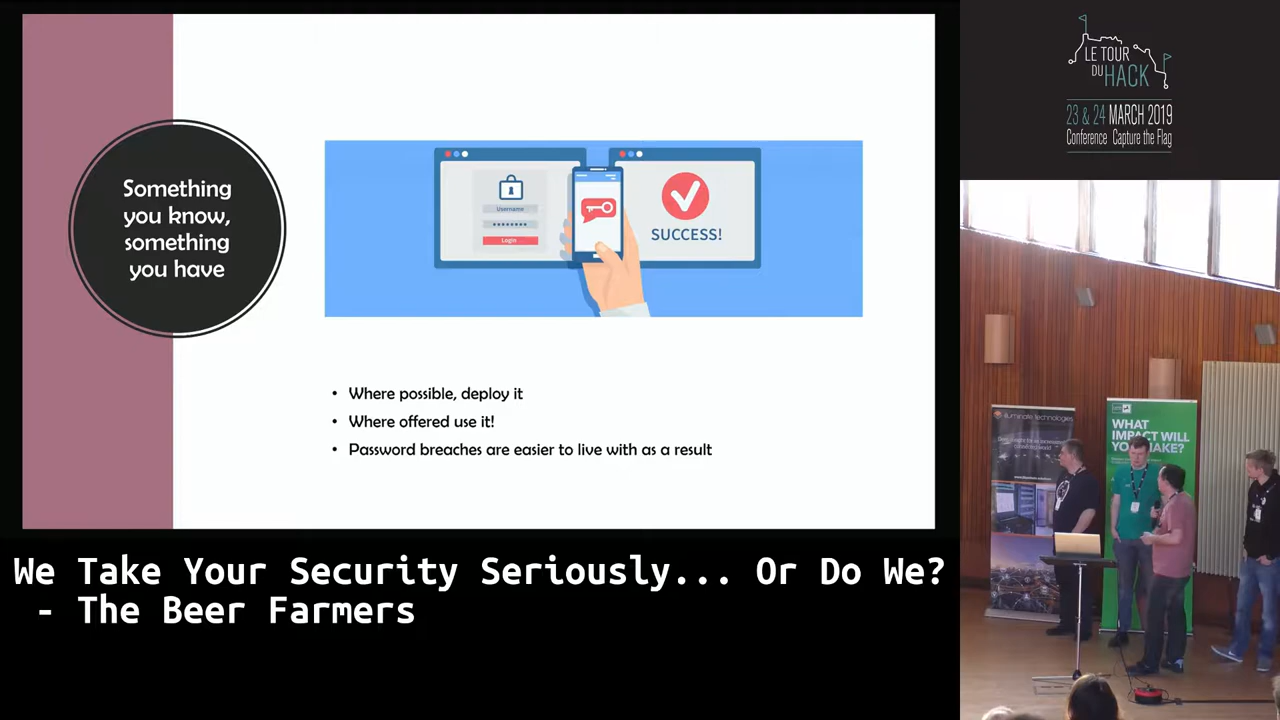 Something
you know,
something
you have
Username
Login
SUCCESS!
• Where possible, deploy it
• Where offered use it!
• Password breaches are easier to live with as a result
We Take Your Security Seriously... Or Do We?
- The Beer Farmers
LE TOUR
DU HACK
23 & 24 MARCH 2019
Conference Capture the Flag
illuminate technologies
WHAT
IMPACT WILL
YOU MAKE?